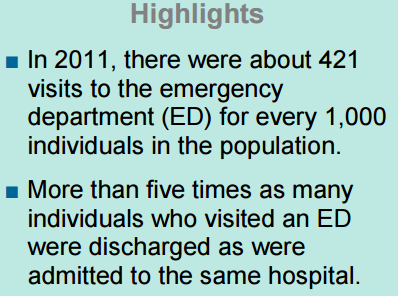 Highlights
■ In 2011, there were about 421
visits to the emergency
department (ED) for every 1,000
individuals in the population.
■ More than five times as many
individuals who visited an ED
were discharged as were
admitted to the same hospital.